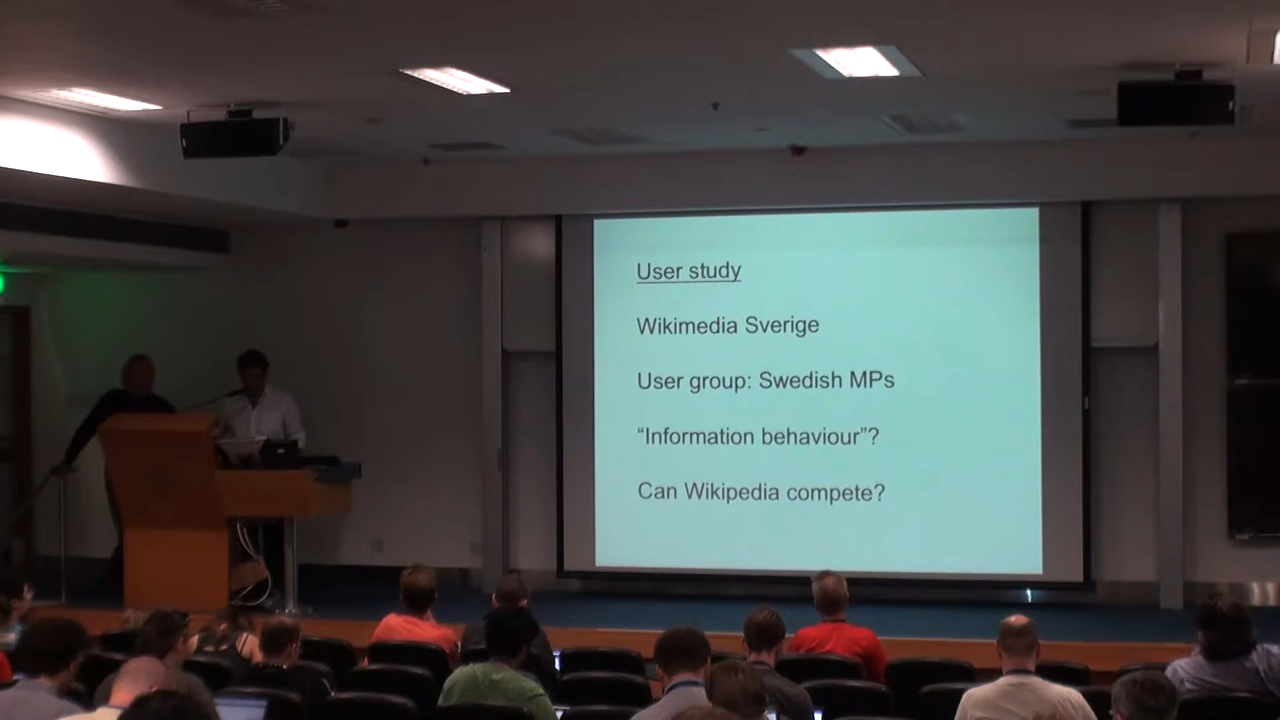 User study
Wikimedia Sverige
User group: Swedish MPs
“Information behaviour”?
Can Wikipedia compete?